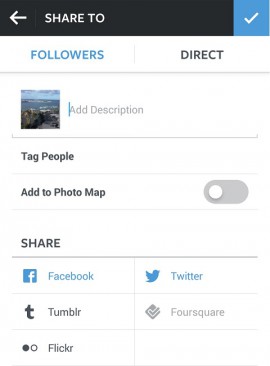 SHARE TO
FOLLOWERS DIRECT
Add Description
Tag People
Add to Photo Map
SHARE
Facebook Twitter
Tumblr Foursquare
Flickr